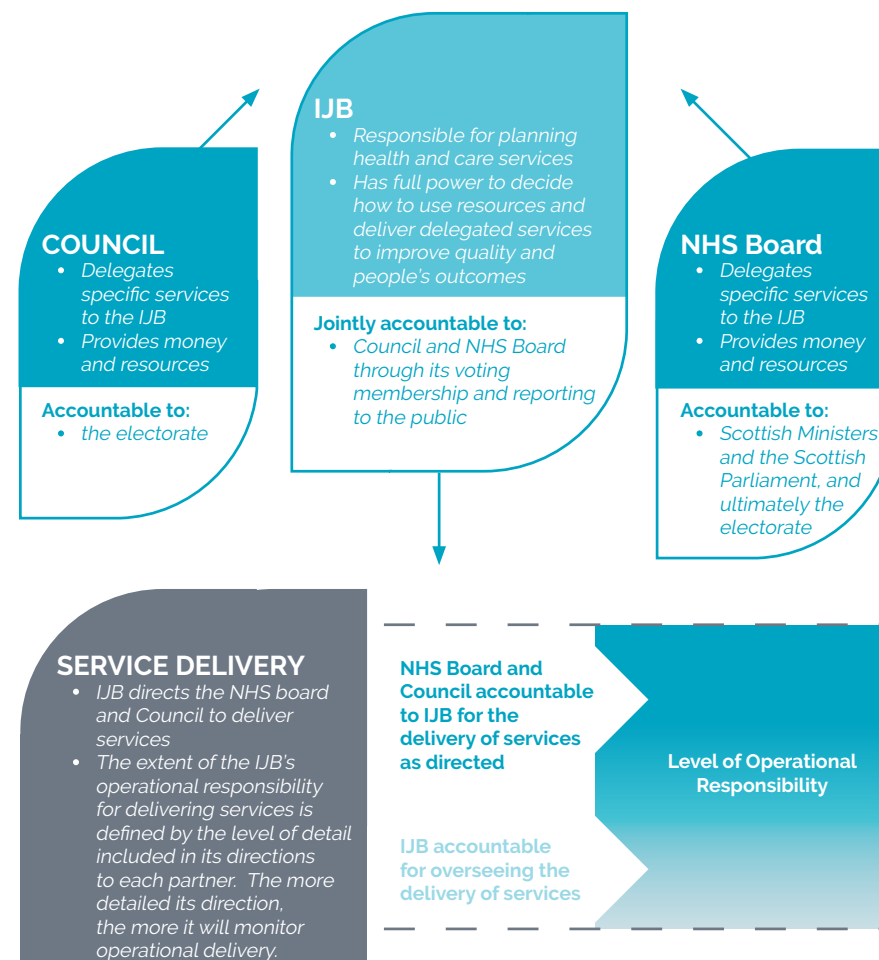 IJB
• Responsible for planning
health and care services
• Has full power to decide
how to use resources and
deliver delegated services
to improve quality and
people's outcomes
Jointly accountable to:
• Council and NHS Board
through its voting
membership and reporting
to the public
COUNCIL
• Delegates
specific services
to the IJB
• Provides money
and resources
Accountable to:
• the electorate
NHS Board
• Delegates
specific services
to the IJB
• Provides money
and resources
Accountable to:
• Scottish Ministers
and the Scottish
Parliament, and
ultimately the
electorate
SERVICE DELIVERY
• IJB directs the NHS board
and Council to deliver
services
• The extent of the IJB's
operational responsibility
for delivering services is
defined by the level of detail
included in its directions
to each partner.  The more
detailed its direction,
the more it will monitor
operational delivery.
NHS Board and
Council accountable
to IJB for the
delivery of services
as directed
IJB accountable
for overseeing the
delivery of services
Level of Operational
Responsibility